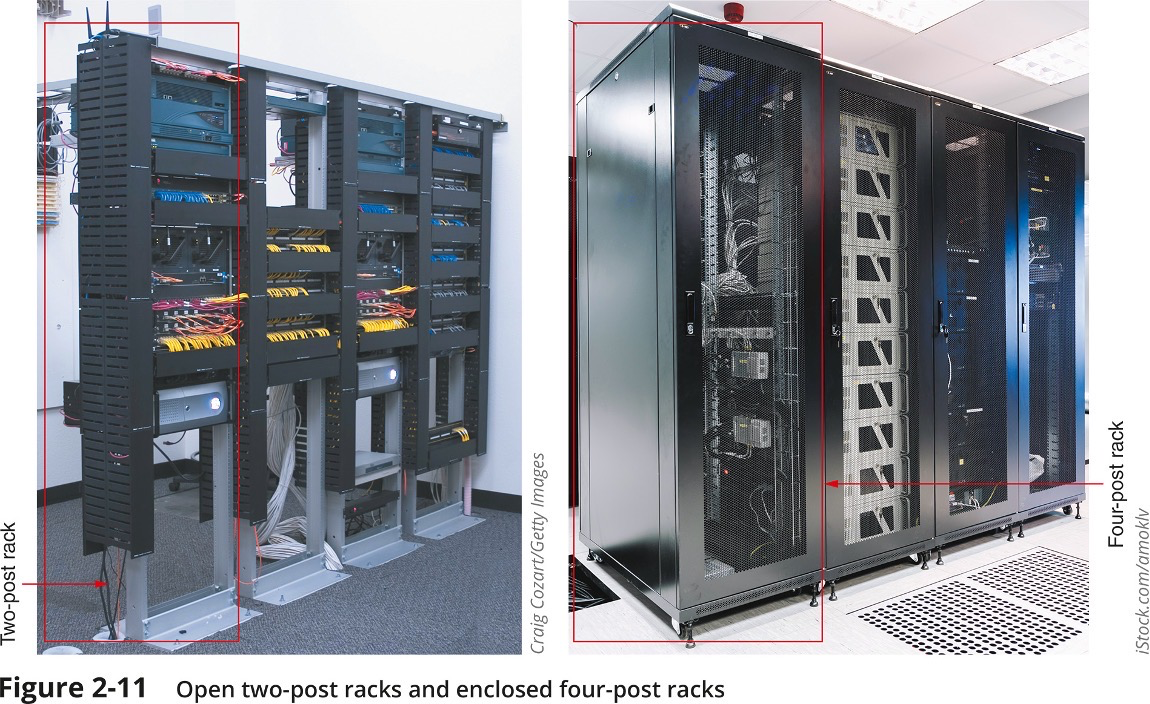 Two-post rack
Craig Cozart/Getty Images
Four-post rack
iStock.com/amoklv
Figure 2-11 Open two-post racks and enclosed four-post racks